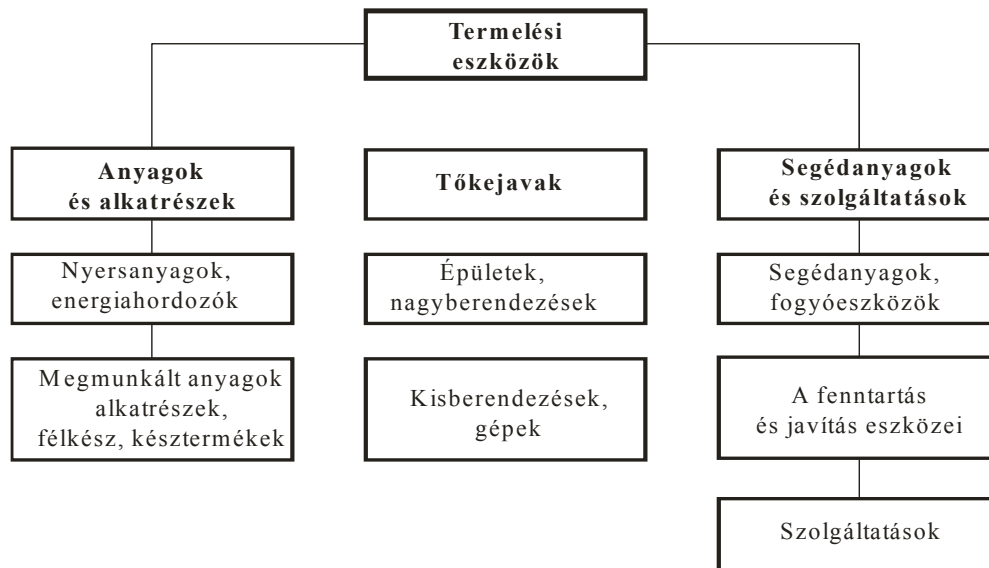 Termelési
eszközök
Anyagok
és alkatrészek
Tőkejavak
Segédanyagok
és szolgáltatások
Nyersanyagok,
energiahordozók
Épületek,
nagyberendezések
Segédanyagok,
fogyóeszközök
Megmunkált anyagok
alkatrészek,
félkész, késztermékek
Kisberendezések,
gépek
A fenntartás
és javítás eszközei
Szolgáltatások